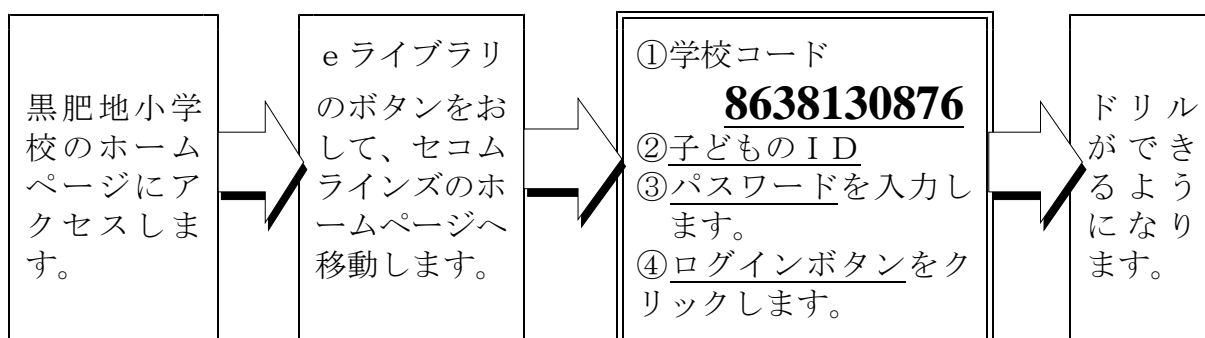 黒肥地小学
校のホーム
ページにア
クセスしま
す。
ｅライブラリ
のボタンをお
して、セコム
ラインズのホ
ームページへ
移動します。
①学校コード
8638130876
②子どものＩＤ
③パスワードを入力し
ます。
④ログインボタンをク
リックします。
ドリル
ができ
るよう
になり
ます。